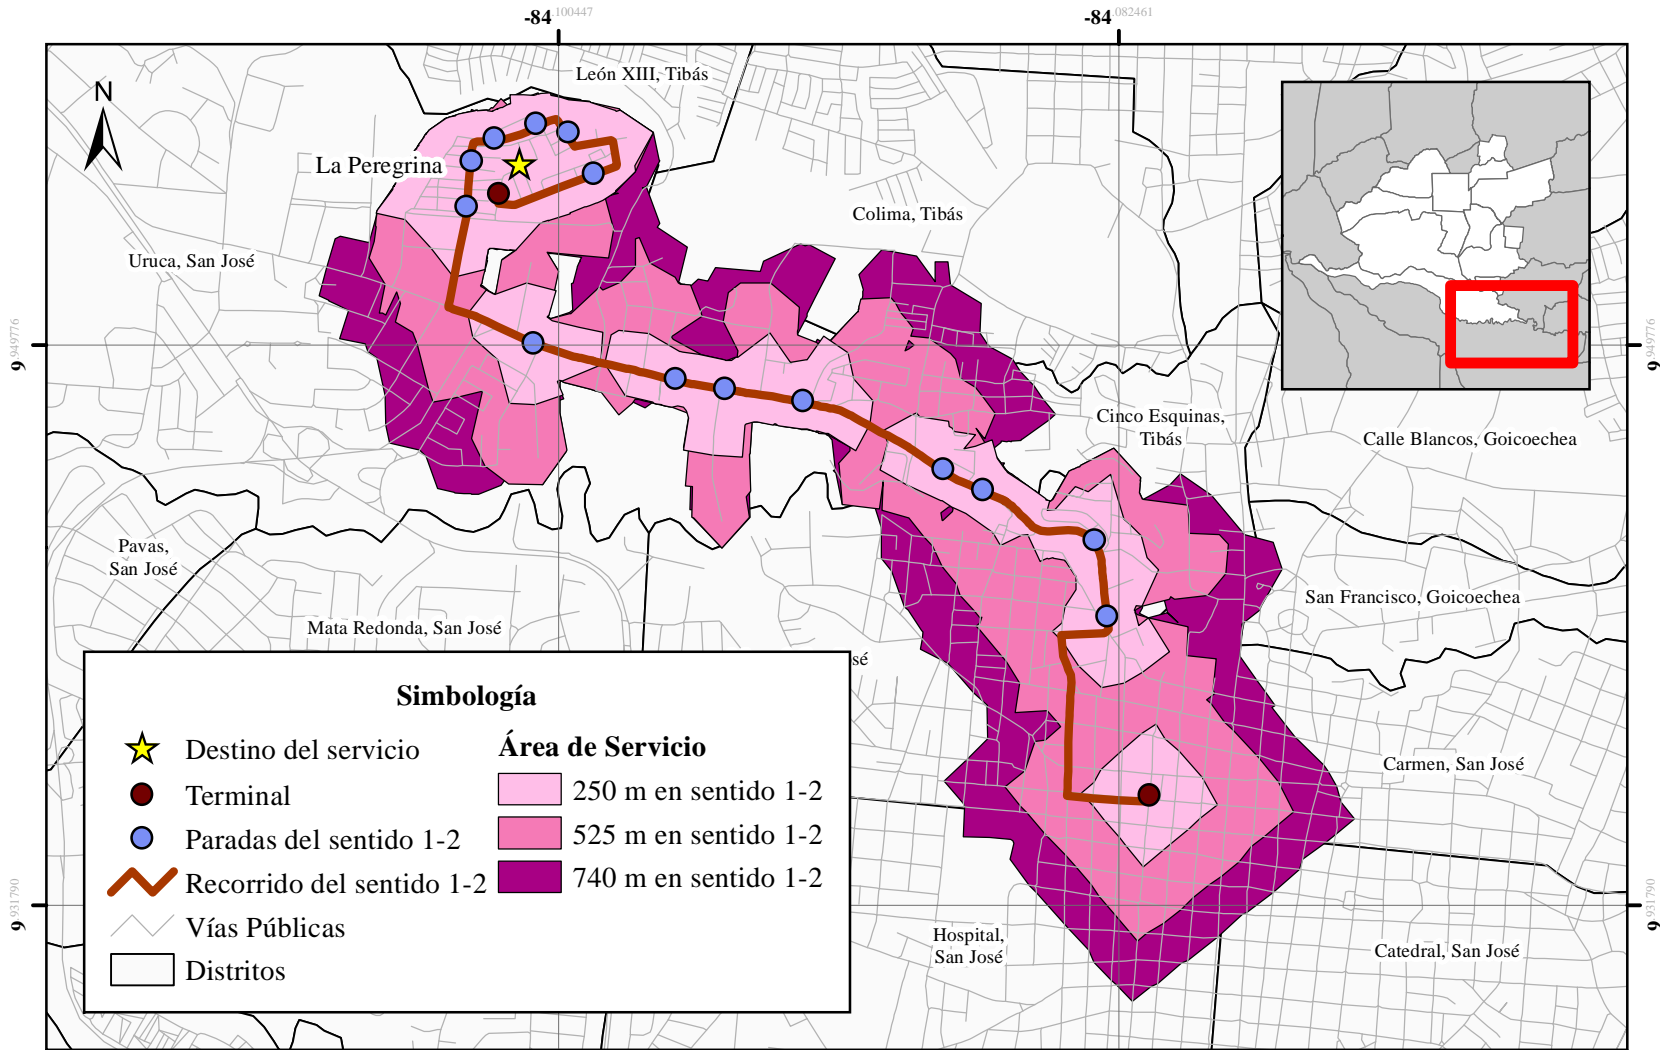 -84.100447
-84.082461
N
León XIII, Tibás
La Peregrina
Colima, Tibás
Uruca, San José
9.949776
9.949776
Cinco Esquinas,
Tibás
Calle Blancos, Goicoechea
Pavas,
San José
San Francisco, Goicoechea
Mata Redonda, San José
sé
Simbología
Destino del servicio
Terminal
Paradas del sentido 1-2
Recorrido del sentido 1-2
Vías Públicas
Distritos
Área de Servicio
250 m en sentido 1-2
525 m en sentido 1-2
740 m en sentido 1-2
Carmen, San José
9.931790
9.931790
Hospital,
San José
Catedral, San José